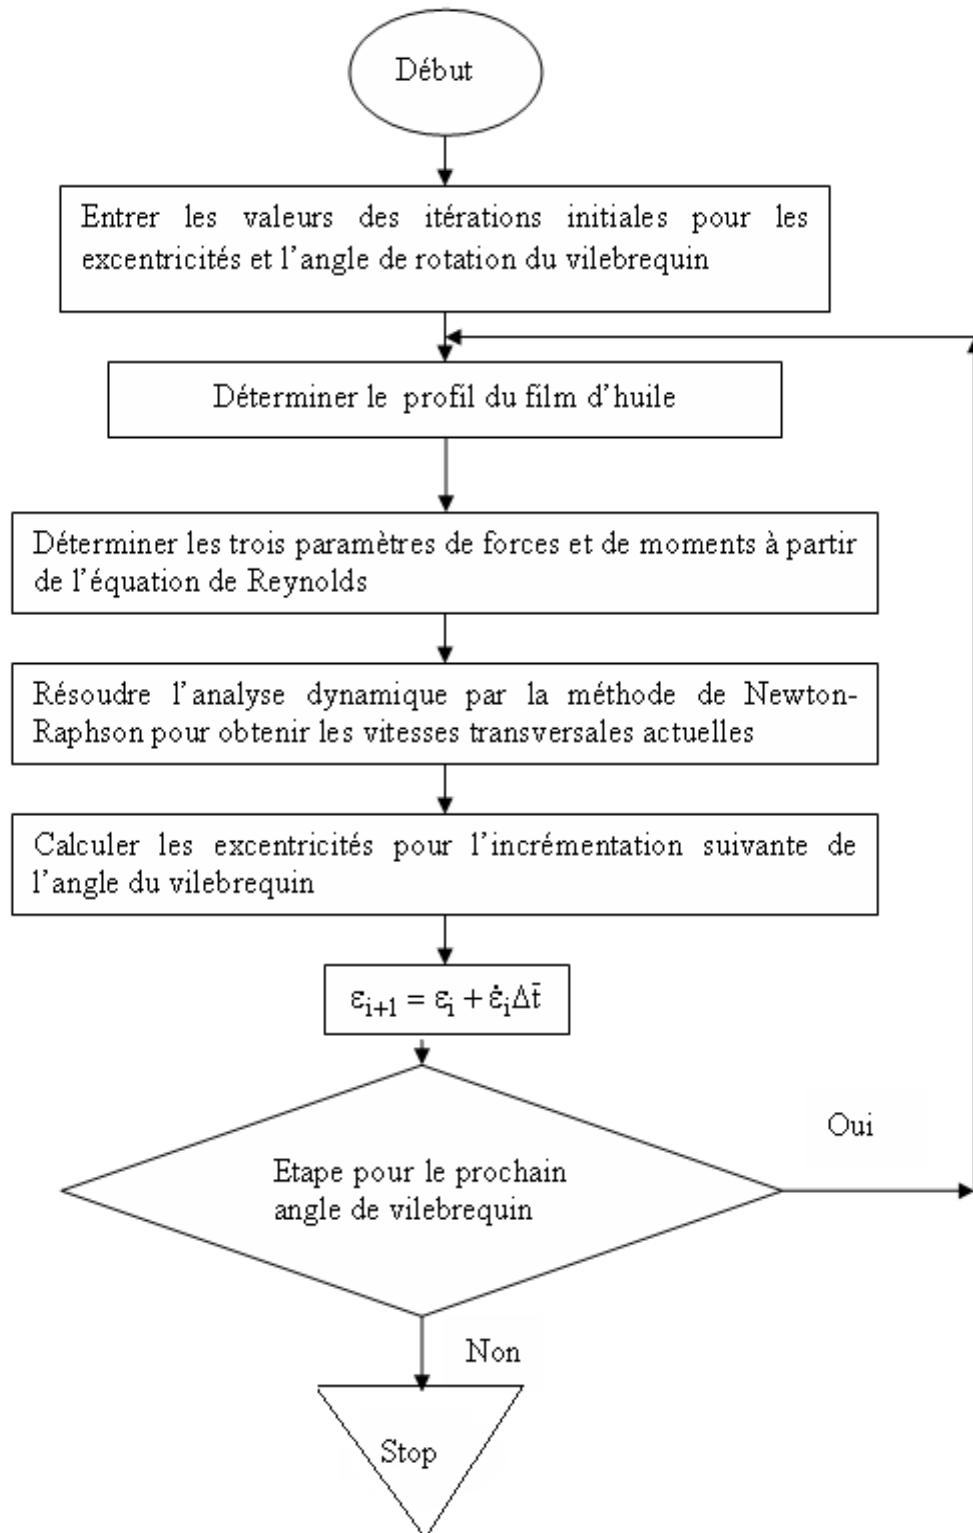 Début
Entrer les valeurs des itérations initiales pour les
excentricités et l'angle de rotation du vilebrequin
Déterminer le profil du film d'huile
Déterminer les trois paramètres de forces et de moments à partir
de l'équation de Reynolds
Résoudre l'analyse dynamique par la méthode de Newton-
Raphson pour obtenir les vitesses transversales actuelles
Calculer les excentricités pour l'incrémentation suivante de
l'angle du vilebrequin
ε_{i+1} = ε_i + ε̇_i Δt̄
Oui
Etape pour le prochain
angle de vilebrequin
Non
Stop